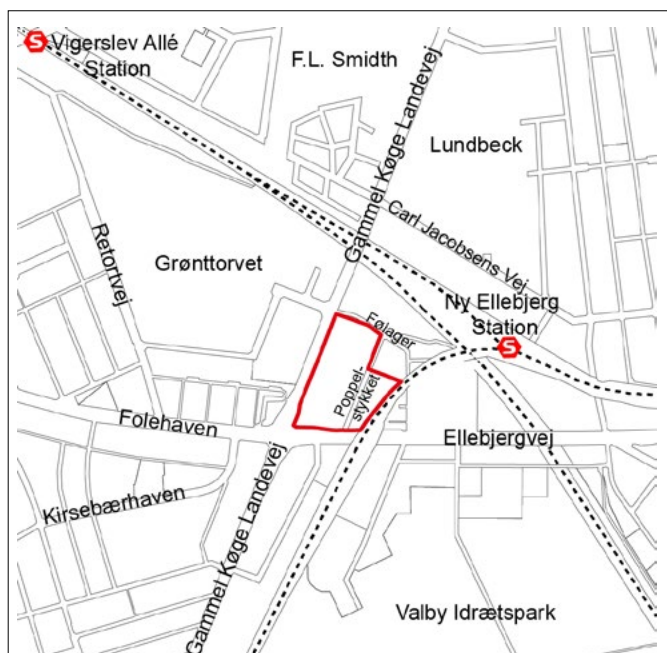 S
Vigerslev Allé
Station
F.L. Smidth
Gammel Køge Landevej
Lundbeck
Retortvej
Carl Jacobsens Vej
Grønttorvet
Ny Ellebjerg
Station
S
Følager
Poppel-
stykket
Folehaven
Ellebjergvej
Kirsebærhaven
Gammel Køge Landevej
Valby Idrætspark